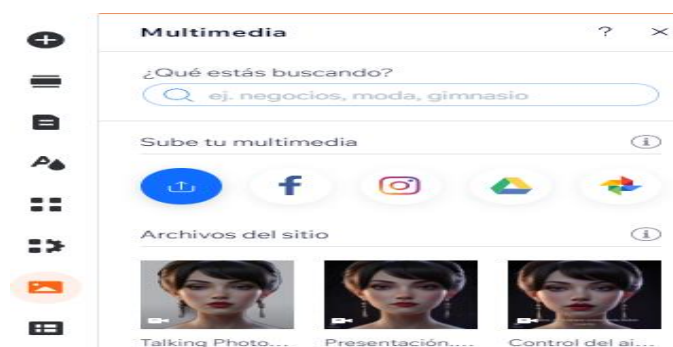 Multimedia ? ×
¿Qué estás buscando?
ej. negocios, moda, gimnasio
Sube tu multimedia
Archivos del sitio
Talking Photo... Presentación.... Control del ai...